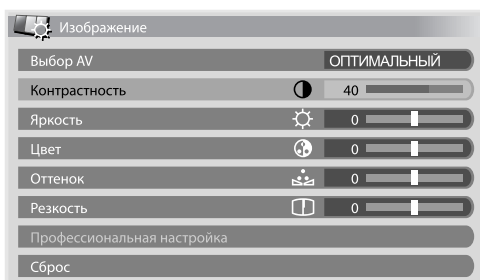 Изображение
Выбор AV ОПТИМАЛЬНЫЙ
Контрастность 40
Яркость 0
Цвет 0
Оттенок 0
Резкость 0
Профессиональная настройка
Сброс